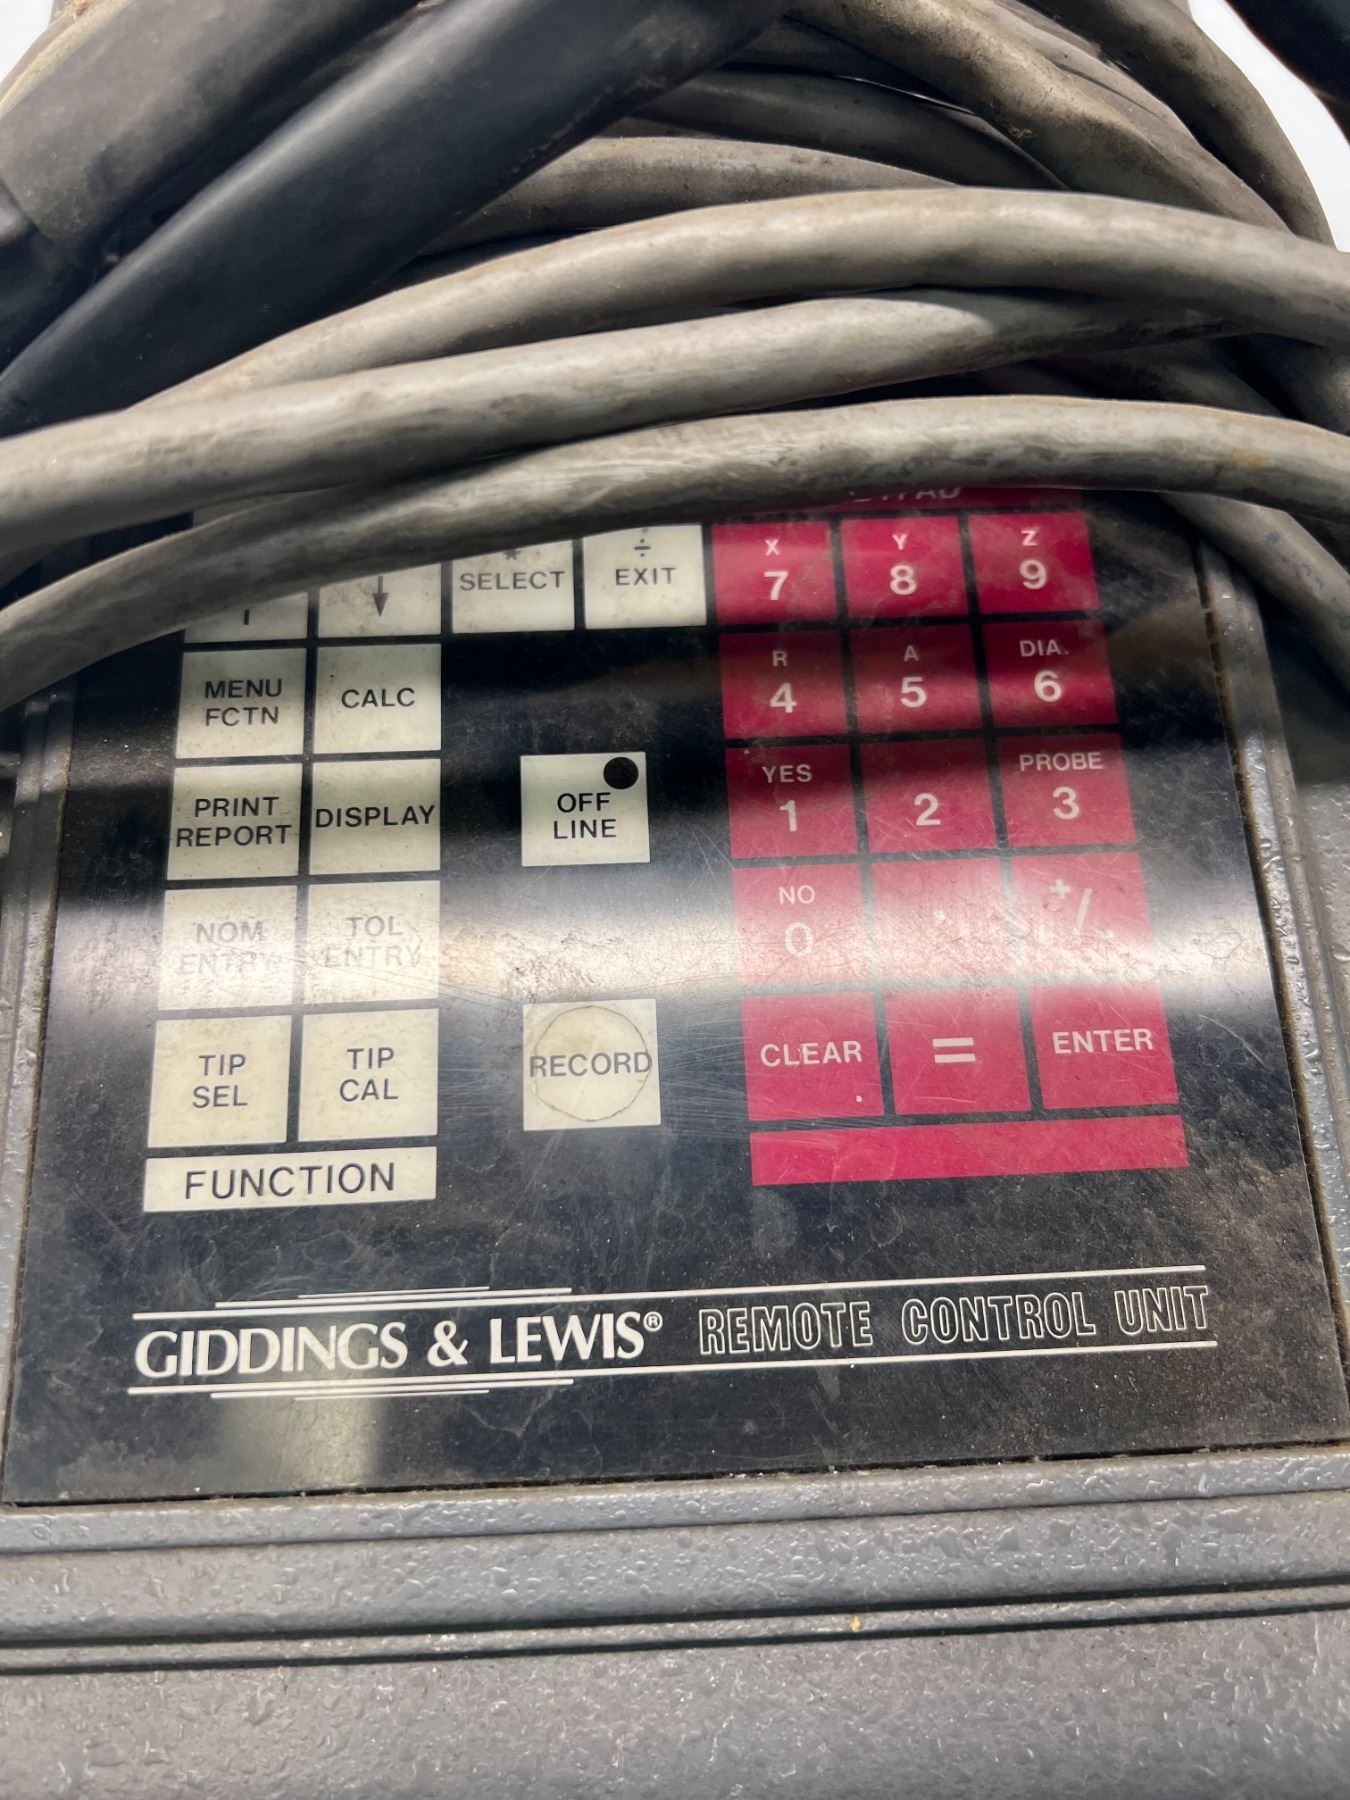 *
SELECT
÷
EXIT
X
7
Y
8
Z
9
MENU
FCTN
CALC
R
4
A
5
DIA.
6
PRINT
REPORT
DISPLAY
OFF
LINE
YES
1
2
PROBE
3
NOM
ENTRY
TOL
ENTRY
NO
0
.
+/-
TIP
SEL
TIP
CAL
RECORD
CLEAR
=
ENTER
FUNCTION
GIDDINGS & LEWIS® REMOTE CONTROL UNIT